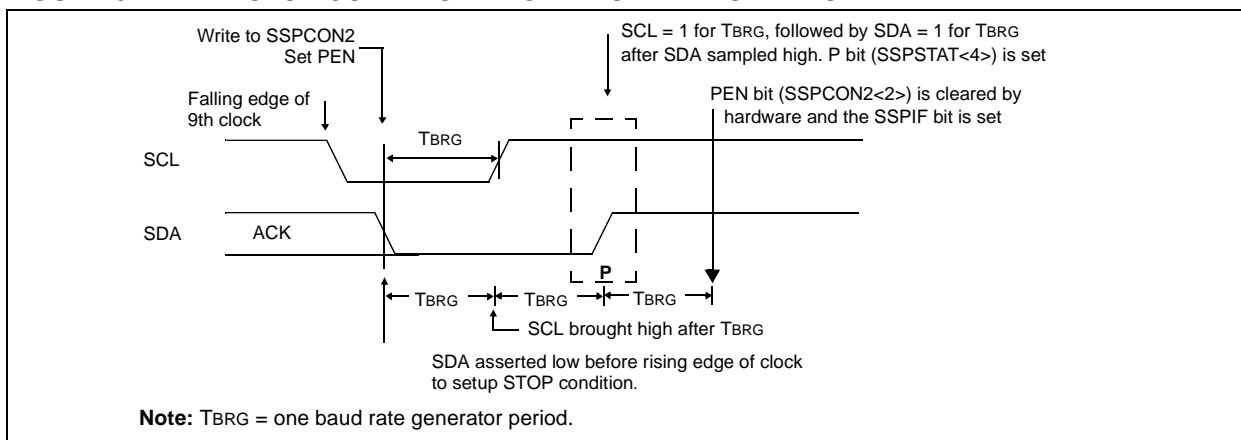 Write to SSPCON2
Set PEN
SCL = 1 for TBRG, followed by SDA = 1 for TBRG
after SDA sampled high. P bit (SSPSTAT<4>) is set
Falling edge of
9th clock
PEN bit (SSPCON2<2>) is cleared by
hardware and the SSPIF bit is set
TBRG
SCL
SDA
ACK
P
TBRG
TBRG
TBRG
SCL brought high after TBRG
SDA asserted low before rising edge of clock
to setup STOP condition.
Note: TBRG = one baud rate generator period.